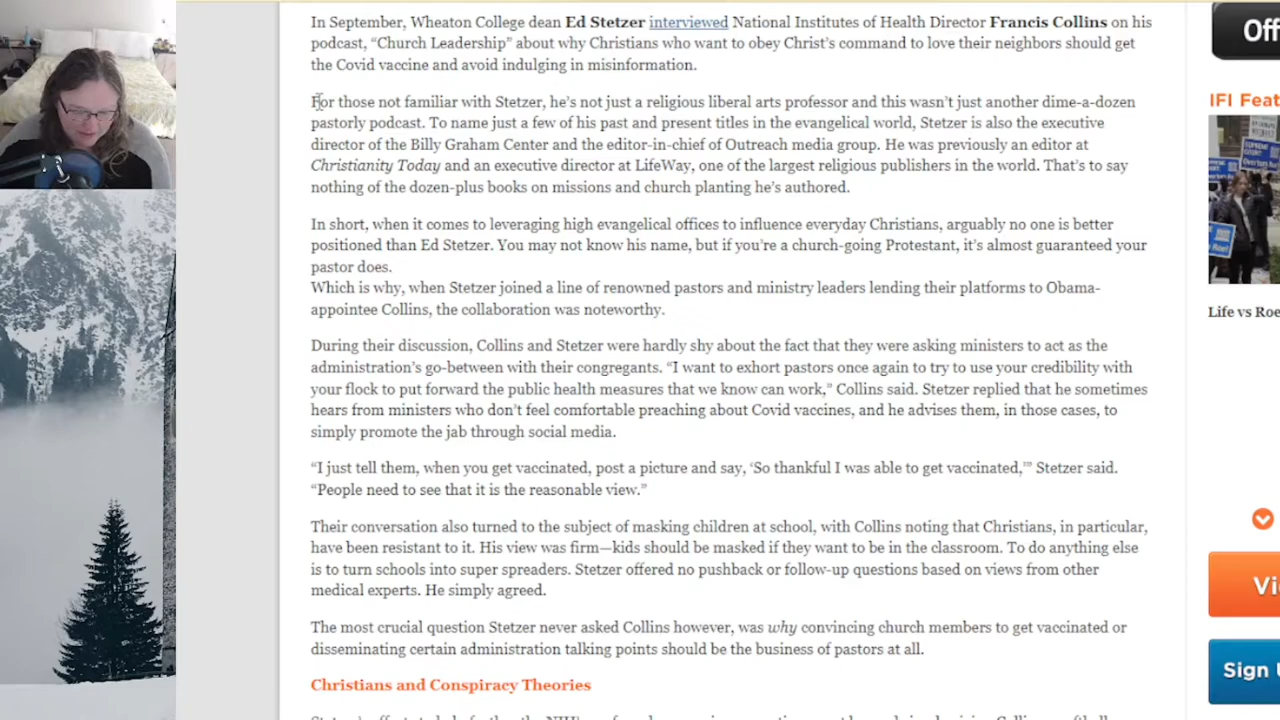 In September, Wheaton College dean Ed Stetzer interviewed National Institutes of Health Director Francis Collins on his
podcast, “Church Leadership” about why Christians who want to obey Christ’s command to love their neighbors should get
the Covid vaccine and avoid indulging in misinformation.
For those not familiar with Stetzer, he’s not just a religious liberal arts professor and this wasn’t just another dime-a-dozen
pastorly podcast. To name just a few of his past and present titles in the evangelical world, Stetzer is also the executive
director of the Billy Graham Center and the editor-in-chief of Outreach media group. He was previously an editor at
Christianity Today and an executive director at LifeWay, one of the largest religious publishers in the world. That’s to say
nothing of the dozen-plus books on missions and church planting he’s authored.
In short, when it comes to leveraging high evangelical offices to influence everyday Christians, arguably no one is better
positioned than Ed Stetzer. You may not know his name, but if you’re a church-going Protestant, it’s almost guaranteed your
pastor does.
Which is why, when Stetzer joined a line of renowned pastors and ministry leaders lending their platforms to Obama-
appointee Collins, the collaboration was noteworthy.
During their discussion, Collins and Stetzer were hardly shy about the fact that they were asking ministers to act as the
administration’s go-between with their congregants. “I want to exhort pastors once again to try to use your credibility with
your flock to put forward the public health measures that we know can work,” Collins said. Stetzer replied that he sometimes
hears from ministers who don’t feel comfortable preaching about Covid vaccines, and he advises them, in those cases, to
simply promote the jab through social media.
“I just tell them, when you get vaccinated, post a picture and say, ‘So thankful I was able to get vaccinated,’” Stetzer said.
“People need to see that it is the reasonable view.”
Their conversation also turned to the subject of masking children at school, with Collins noting that Christians, in particular,
have been resistant to it. His view was firm—kids should be masked if they want to be in the classroom. To do anything else
is to turn schools into super spreaders. Stetzer offered no pushback or follow-up questions based on views from other
medical experts. He simply agreed.
The most crucial question Stetzer never asked Collins however, was why convincing church members to get vaccinated or
disseminating certain administration talking points should be the business of pastors at all.
Christians and Conspiracy Theories
Off
IFI Feat
Life vs Roe
Vi
Sign